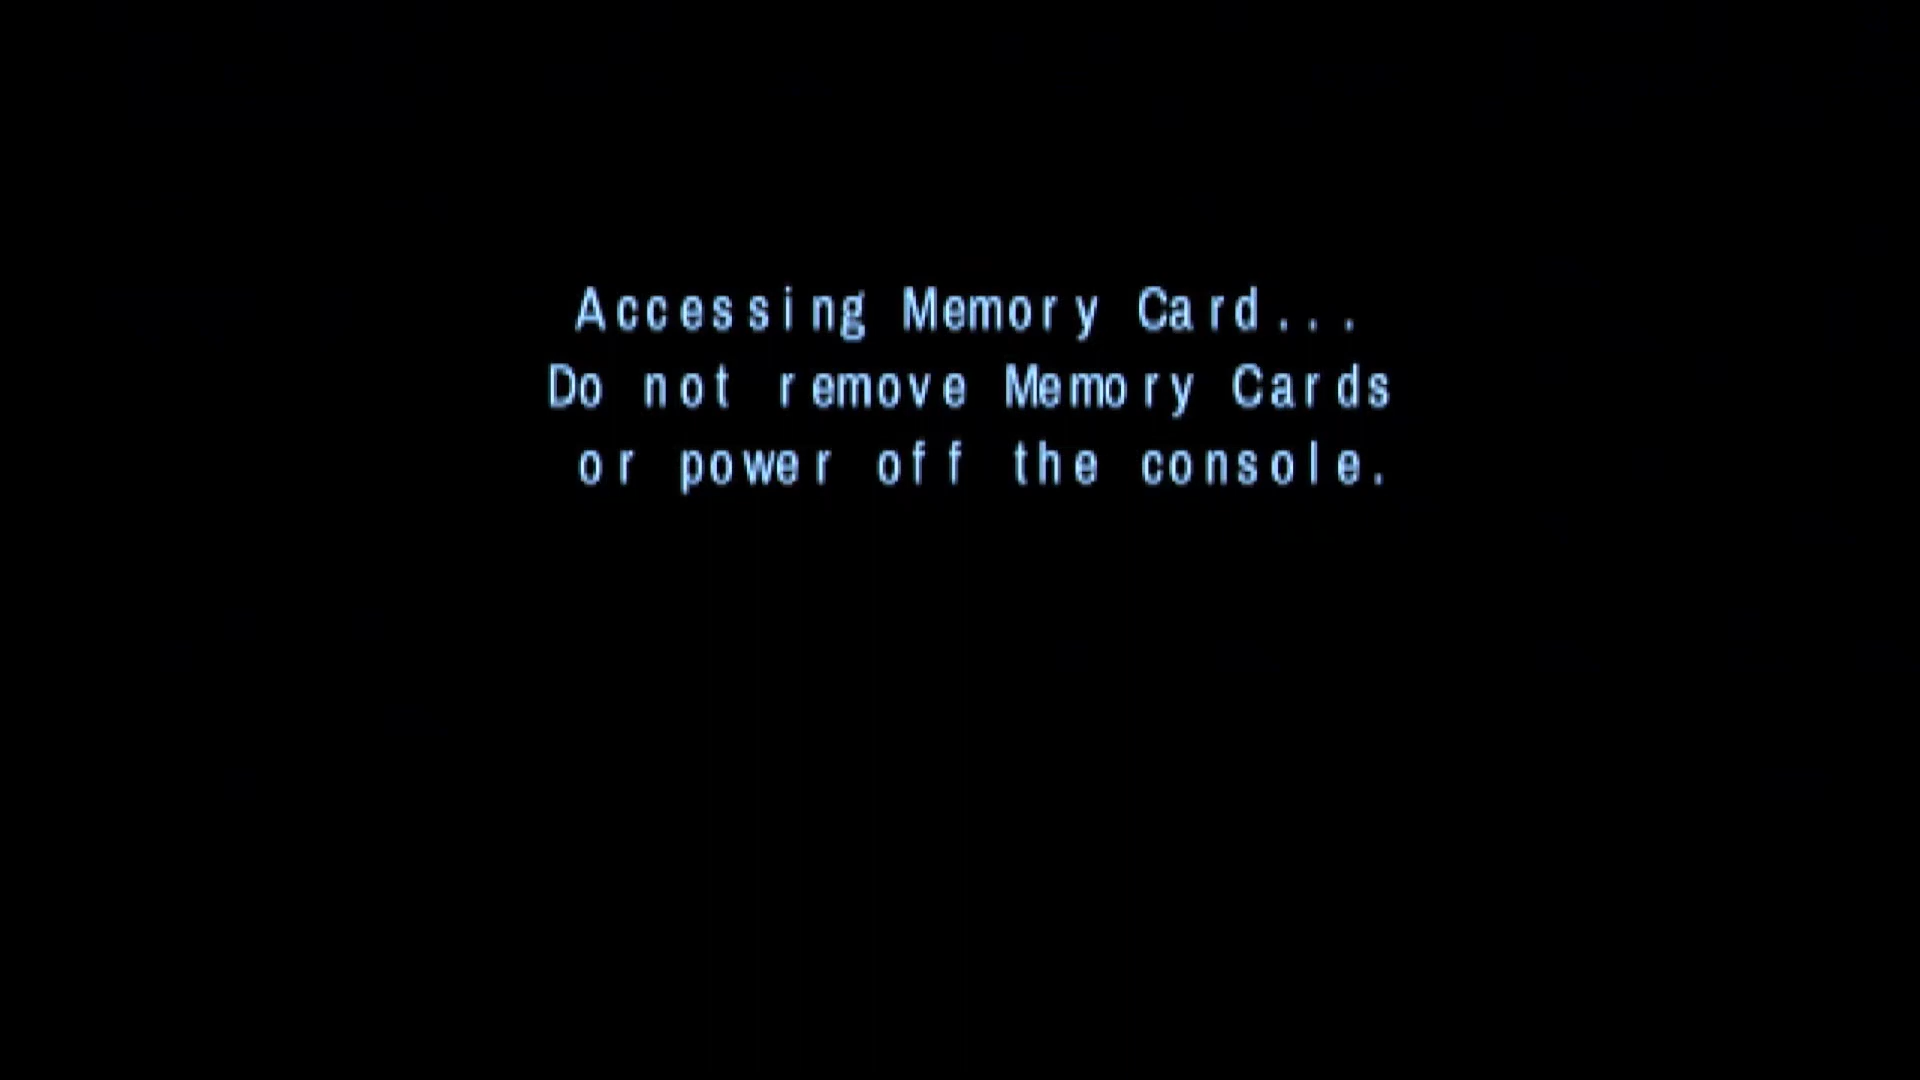 Accessing Memory Card...
Do not remove Memory Cards
or power off the console.